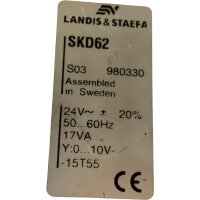 LANDIS & STAEFA
SKD62
S03 980330
Assembled
in Sweden
24V~ ± 20%
50...60Hz
17VA
Y:0...10V-
-15T55
CE